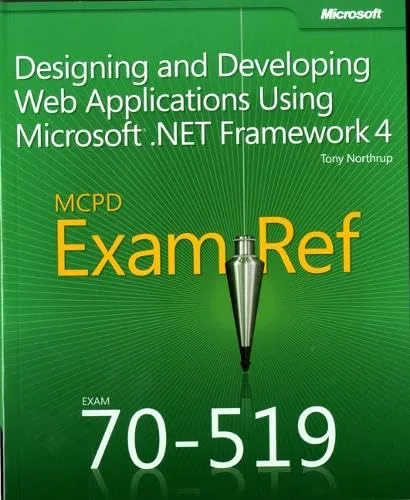 Microsoft
Designing and Developing
Web Applications Using
Microsoft .NET Framework 4
Tony Northrup
MCPD
Exam Ref
EXAM
70-519